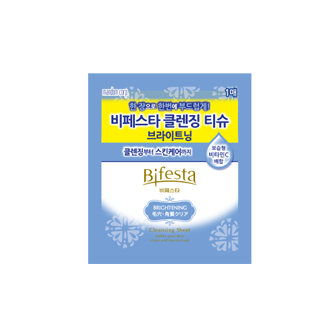 1매
한 장으로 한번에 부드럽게!
비페스타 클렌징 티슈
브라이트닝
클렌징부터 스킨케어까지
보습형
비타민C
배합
Bifesta
비페스타
BRIGHTENING
毛穴・角質クリア
Cleansing Sheet